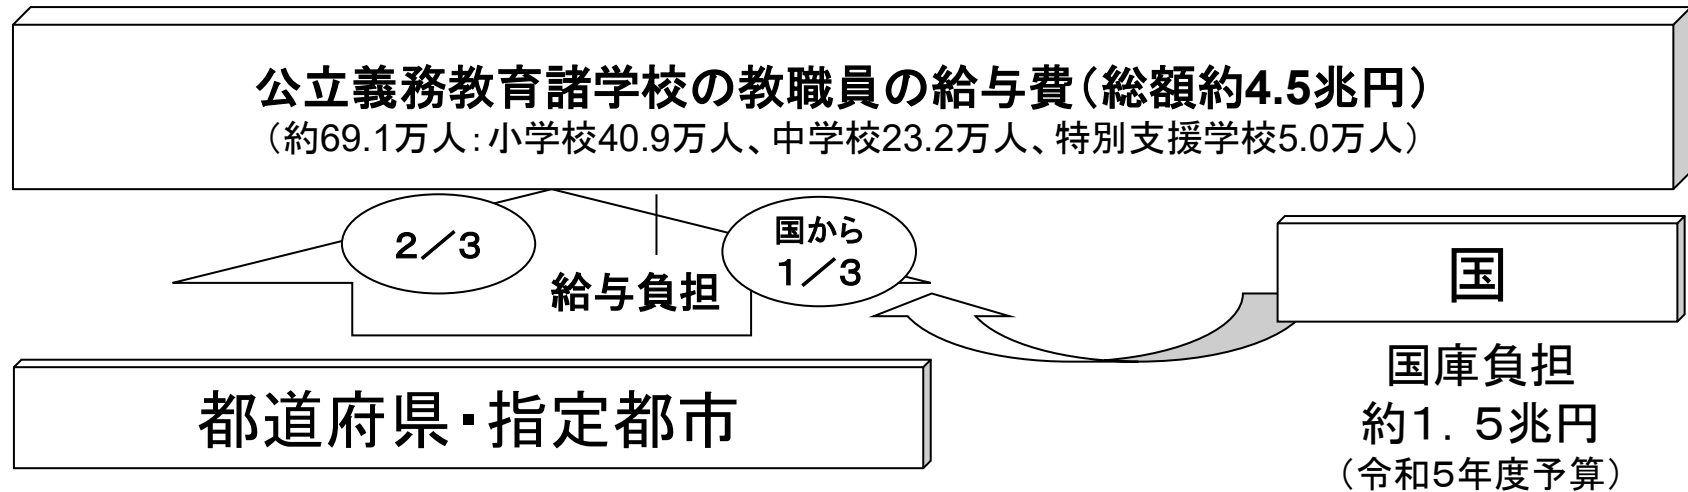 公立義務教育諸学校の教職員の給与費（総額約4.5兆円）
（約69.1万人：小学校40.9万人、中学校23.2万人、特別支援学校5.0万人）
２／３
国から
１／３
給与負担
国
国庫負担
約１．５兆円
（令和５年度予算）
都道府県・指定都市